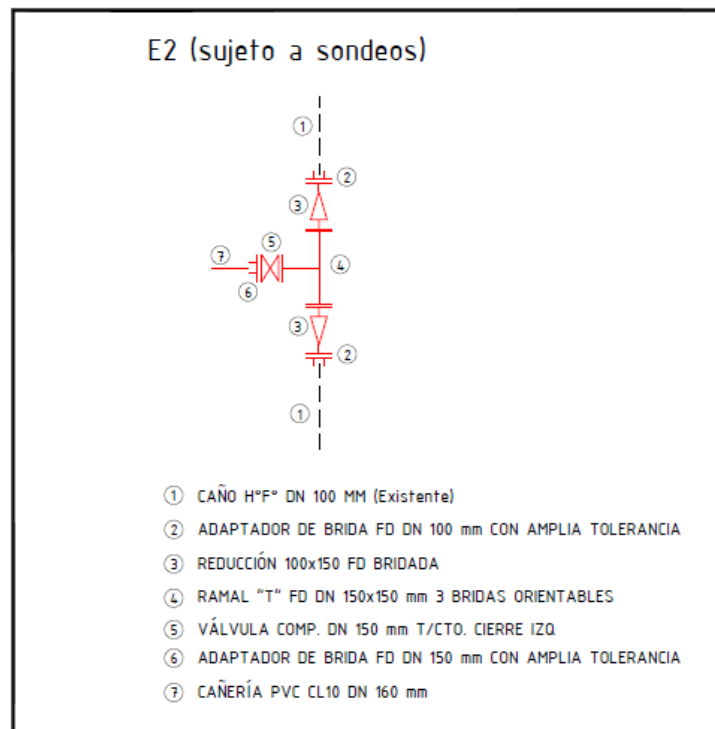 E2 (sujeto a sondeos)
1
2
3
5
7
4
6
3
2
1
1 CAÑO HºFº DN 100 MM (Existente)
2 ADAPTADOR DE BRIDA FD DN 100 mm CON AMPLIA TOLERANCIA
3 REDUCCIÓN 100x150 FD BRIDADA
4 RAMAL "T" FD DN 150x150 mm 3 BRIDAS ORIENTABLES
5 VÁLVULA COMP. DN 150 mm T/CTO. CIERRE IZQ.
6 ADAPTADOR DE BRIDA FD DN 150 mm CON AMPLIA TOLERANCIA
7 CAÑERÍA PVC CL10 DN 160 mm